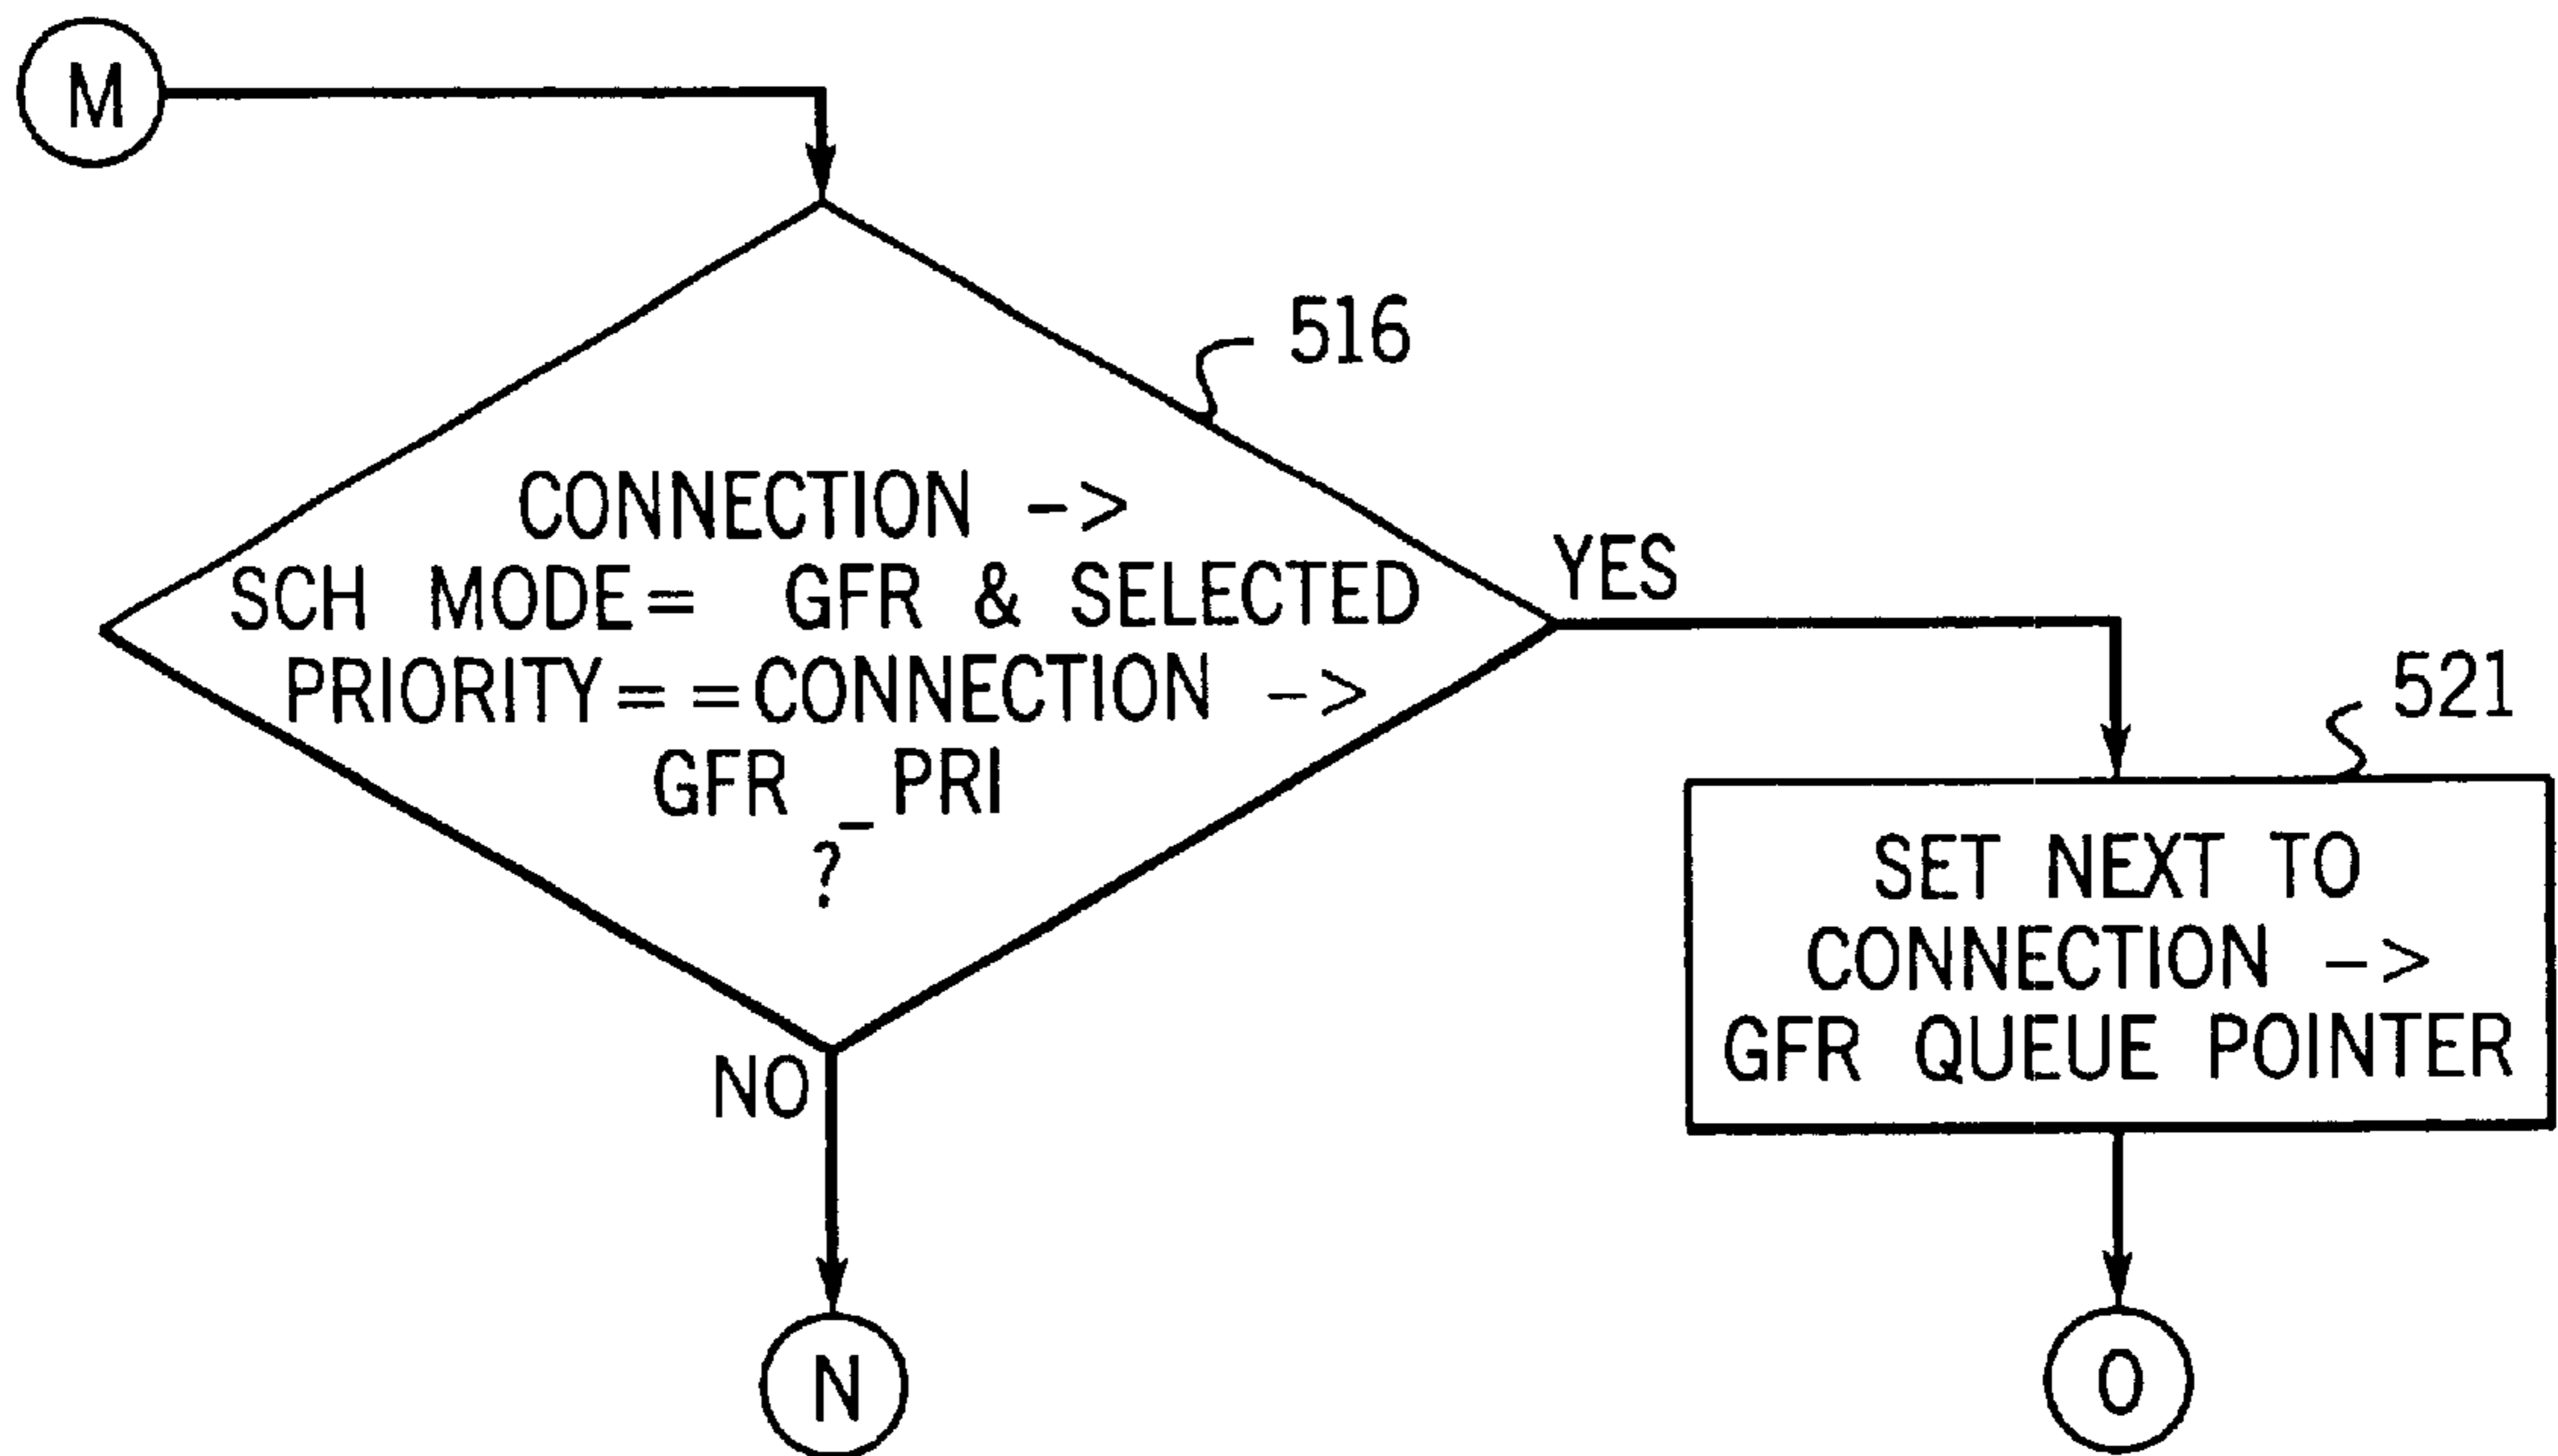 M
516
CONNECTION ->
SCH MODE= GFR & SELECTED
PRIORITY= =CONNECTION ->
GFR _ PRI
?
YES
NO
521
SET NEXT TO
CONNECTION ->
GFR QUEUE POINTER
N
O